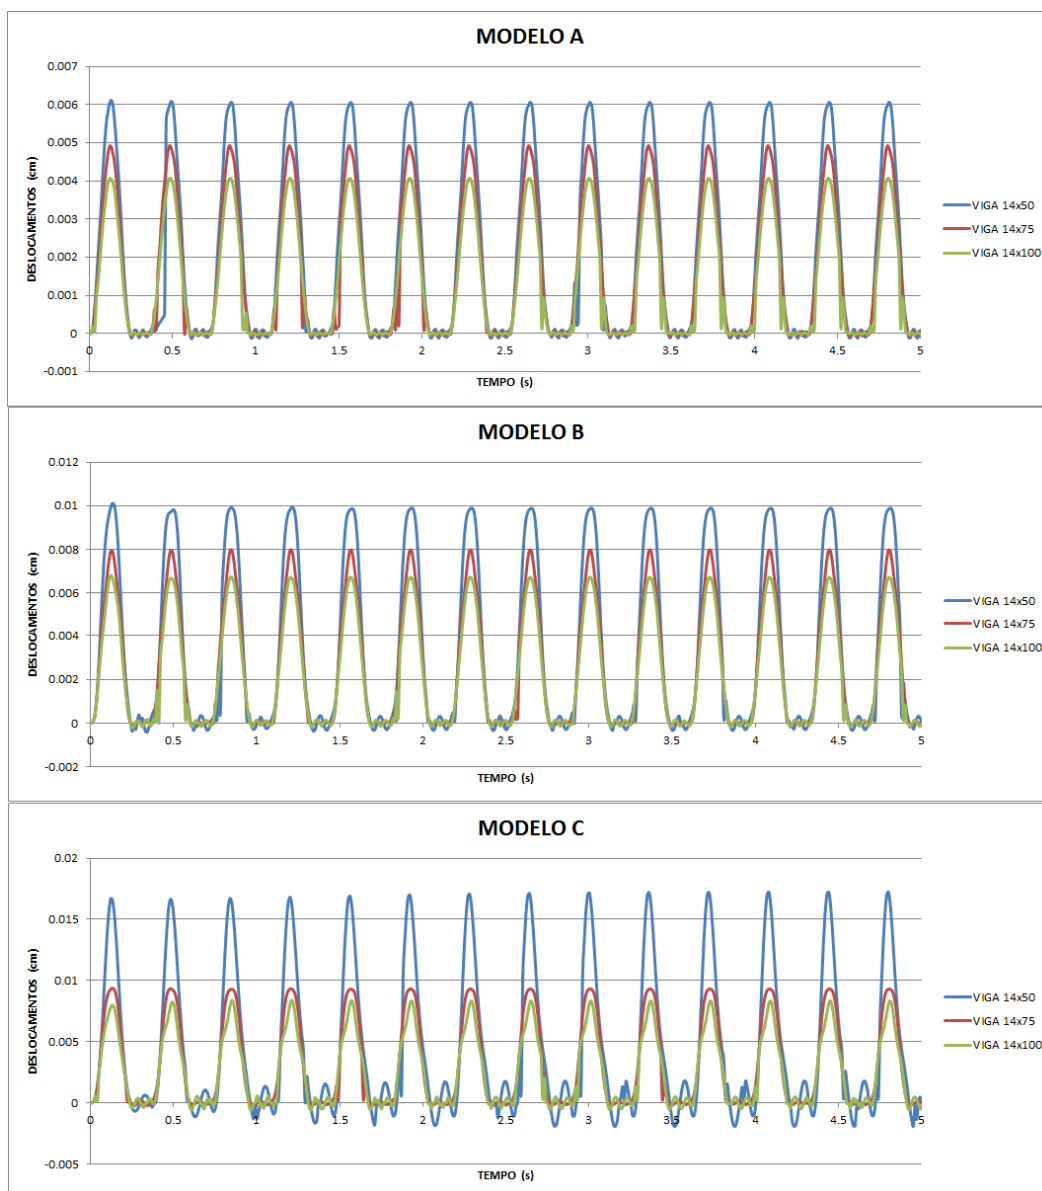 MODELO A
0.007
0.006
0.005
0.004
0.003
0.002
0.001
0
-0.001
DESLOCAMENTOS (cm)
0 0.5 1 1.5 2 2.5 3 3.5 4 4.5 5
TEMPO (s)
VIGA 14x50
VIGA 14x75
VIGA 14x100
MODELO B
0.012
0.01
0.008
0.006
0.004
0.002
0
-0.002
DESLOCAMENTOS (cm)
0 0.5 1 1.5 2 2.5 3 3.5 4 4.5 5
TEMPO (s)
VIGA 14x50
VIGA 14x75
VIGA 14x100
MODELO C
0.02
0.015
0.01
0.005
0
-0.005
DESLOCAMENTOS (cm)
0 0.5 1 1.5 2 2.5 3 3.5 4 4.5 5
TEMPO (s)
VIGA 14x50
VIGA 14x75
VIGA 14x100